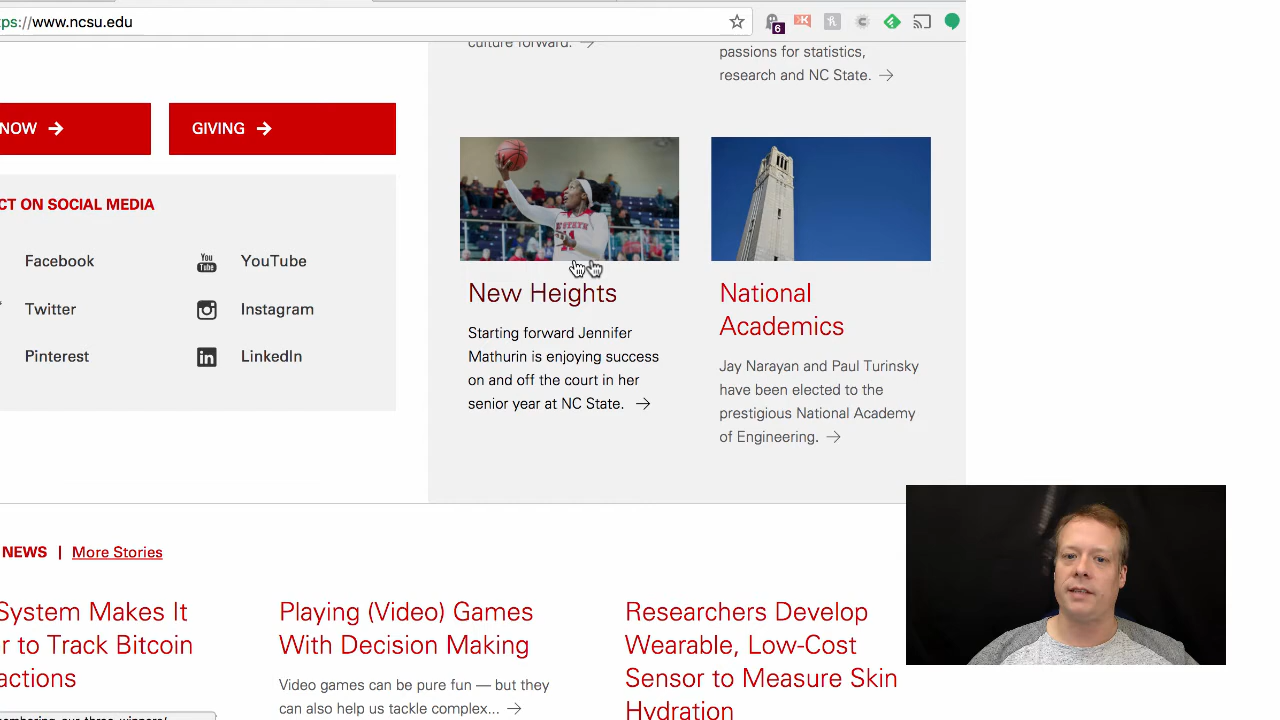 tps://www.ncsu.edu
6
culture forward. →
passions for statistics,
research and NC State. →
NOW →
GIVING →
CT ON SOCIAL MEDIA
Facebook
You Tube
YouTube
Twitter
Instagram
Pinterest
in
LinkedIn
New Heights
Starting forward Jennifer
Mathurin is enjoying success
on and off the court in her
senior year at NC State. →
National
Academics
Jay Narayan and Paul Turinsky
have been elected to the
prestigious National Academy
of Engineering. →
NEWS | More Stories
System Makes It
r to Track Bitcoin
actions
Playing (Video) Games
With Decision Making
Video games can be pure fun — but they
can also help us tackle complex... →
Researchers Develop
Wearable, Low-Cost
Sensor to Measure Skin
Hydration